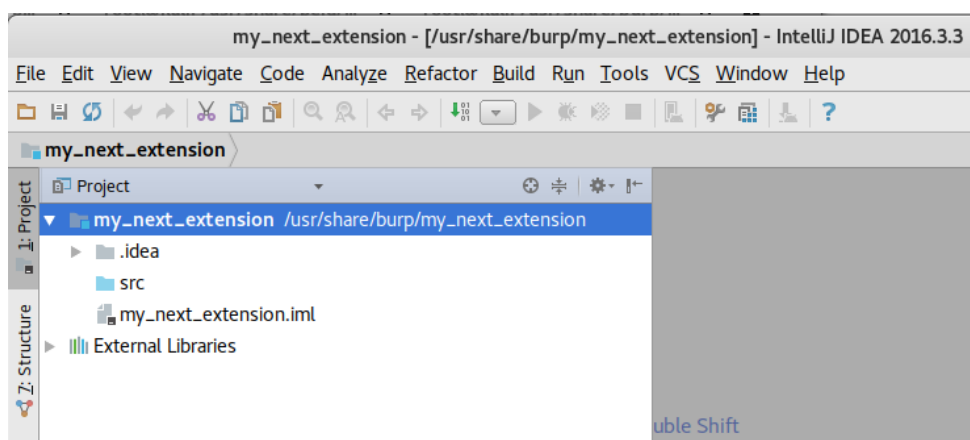 my_next_extension - [/usr/share/burp/my_next_extension] - IntelliJ IDEA 2016.3.3
File Edit View Navigate Code Analyze Refactor Build Run Tools VCS Window Help
my_next_extension
Project
my_next_extension /usr/share/burp/my_next_extension
.idea
src
my_next_extension.iml
External Libraries
1: Project
7: Structure
uble Shift